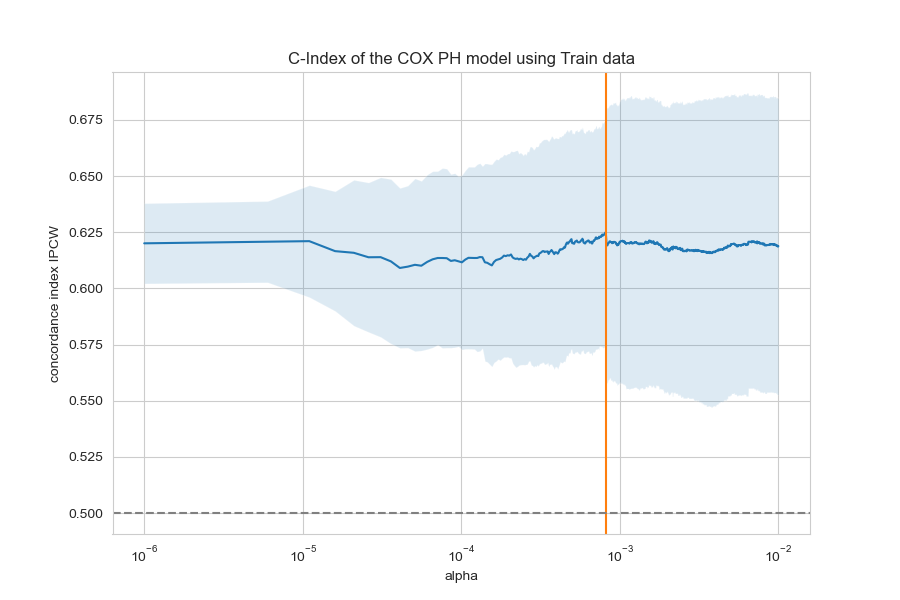 C-Index of the COX PH model using Train data
concordance index IPCW
0.675
0.650
0.625
0.600
0.575
0.550
0.525
0.500
10⁻⁶ 10⁻⁵ 10⁻⁴ 10⁻³ 10⁻²
alpha